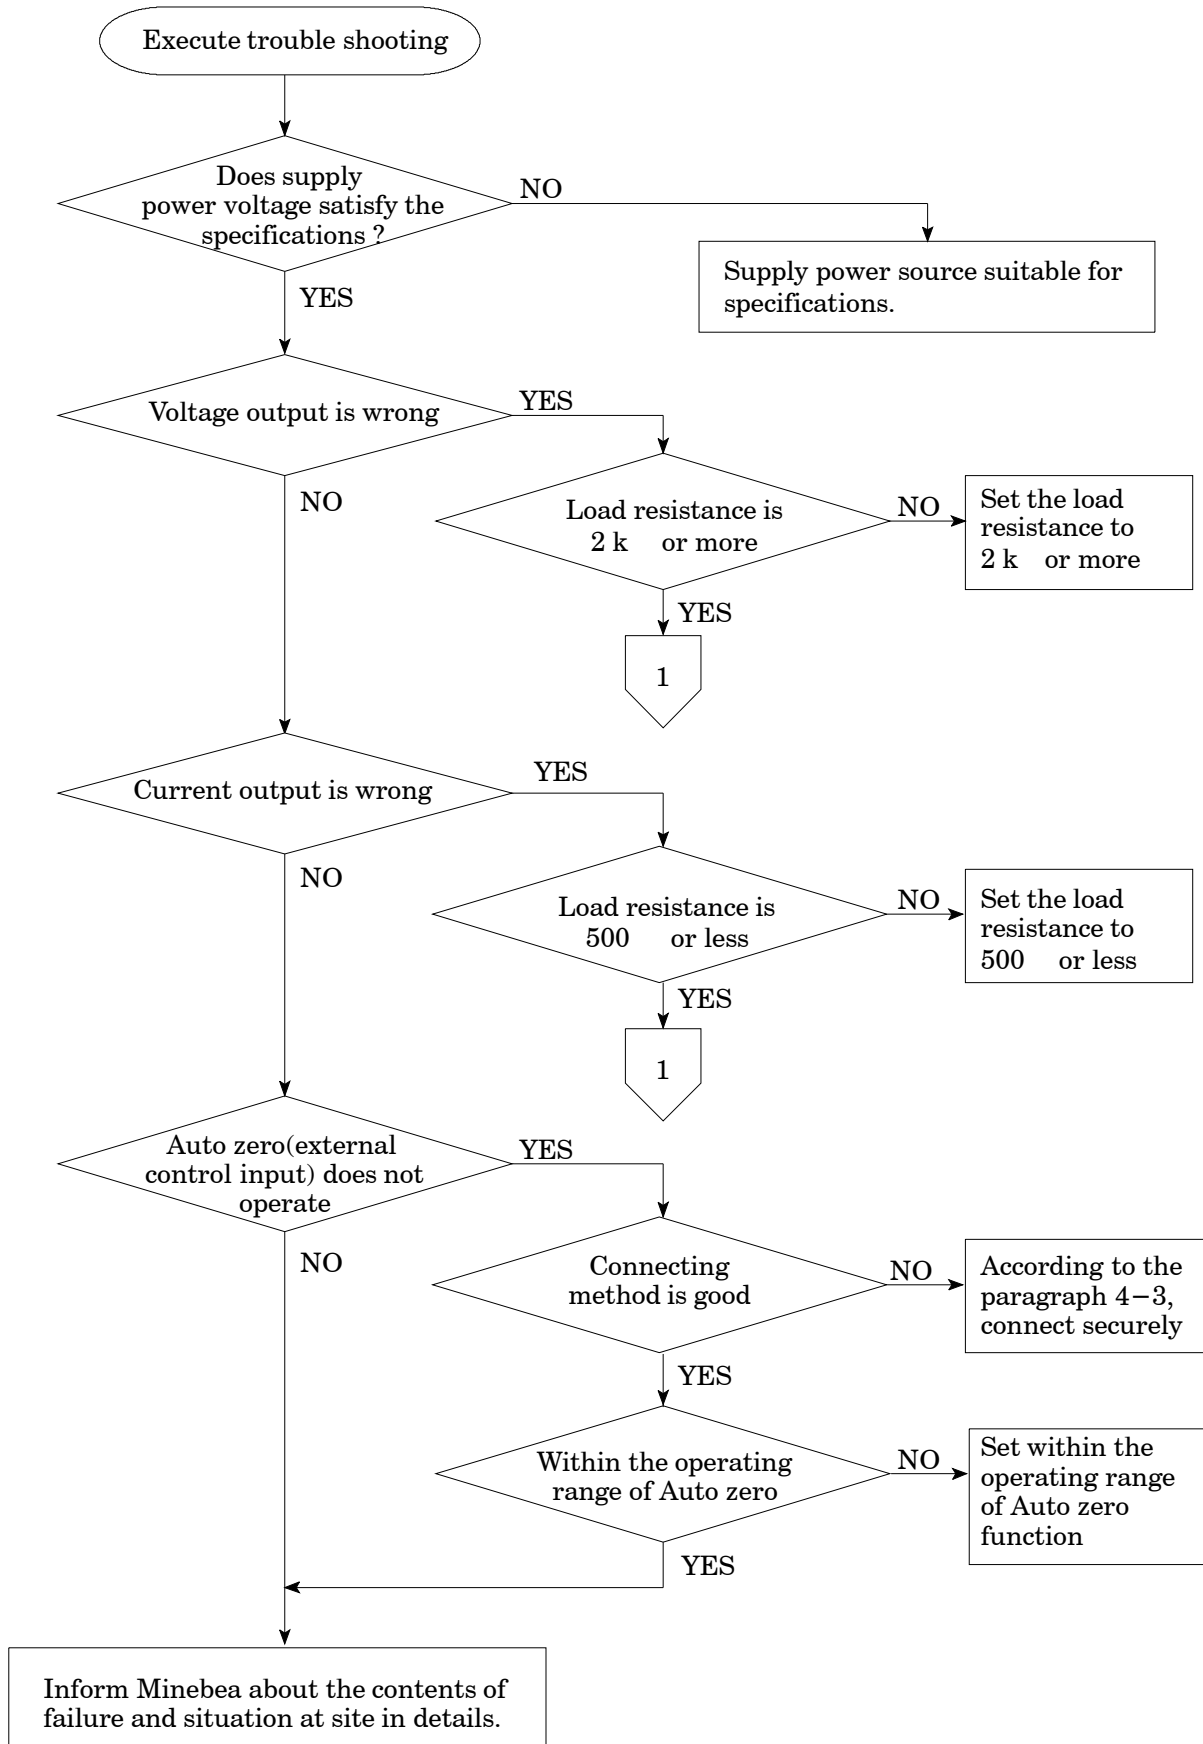 Execute trouble shooting
Does supply
power voltage satisfy the
specifications ?
NO
Supply power source suitable for
specifications.
YES
Voltage output is wrong
YES
Load resistance is
2 k or more
NO
Set the load
resistance to
2 k or more
NO
YES
1
Current output is wrong
YES
Load resistance is
500 or less
NO
Set the load
resistance to
500 or less
NO
YES
1
Auto zero(external
control input) does not
operate
YES
Connecting
method is good
NO
According to the
paragraph 4−3,
connect securely
NO
YES
Within the operating
range of Auto zero
NO
Set within the
operating range
of Auto zero
function
YES
Inform Minebea about the contents of
failure and situation at site in details.